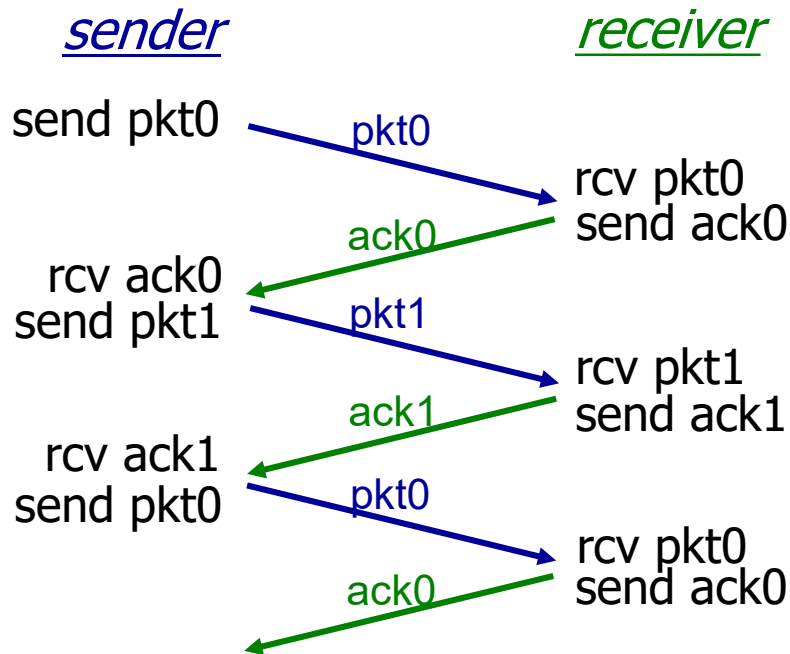 sender
receiver
send pkt0
pkt0
rcv pkt0
send ack0
ack0
rcv ack0
send pkt1
pkt1
rcv pkt1
send ack1
ack1
rcv ack1
send pkt0
pkt0
rcv pkt0
send ack0
ack0